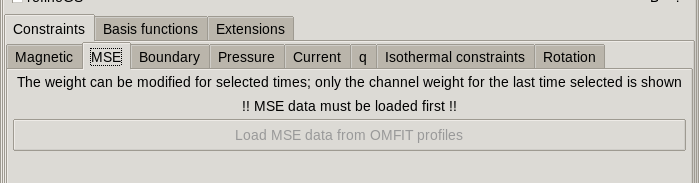 Constraints Basis functions Extensions
Magnetic MSE Boundary Pressure Current q Isothermal constraints Rotation
The weight can be modified for selected times; only the channel weight for the last time selected is shown
!! MSE data must be loaded first !!
Load MSE data from OMFIT profiles